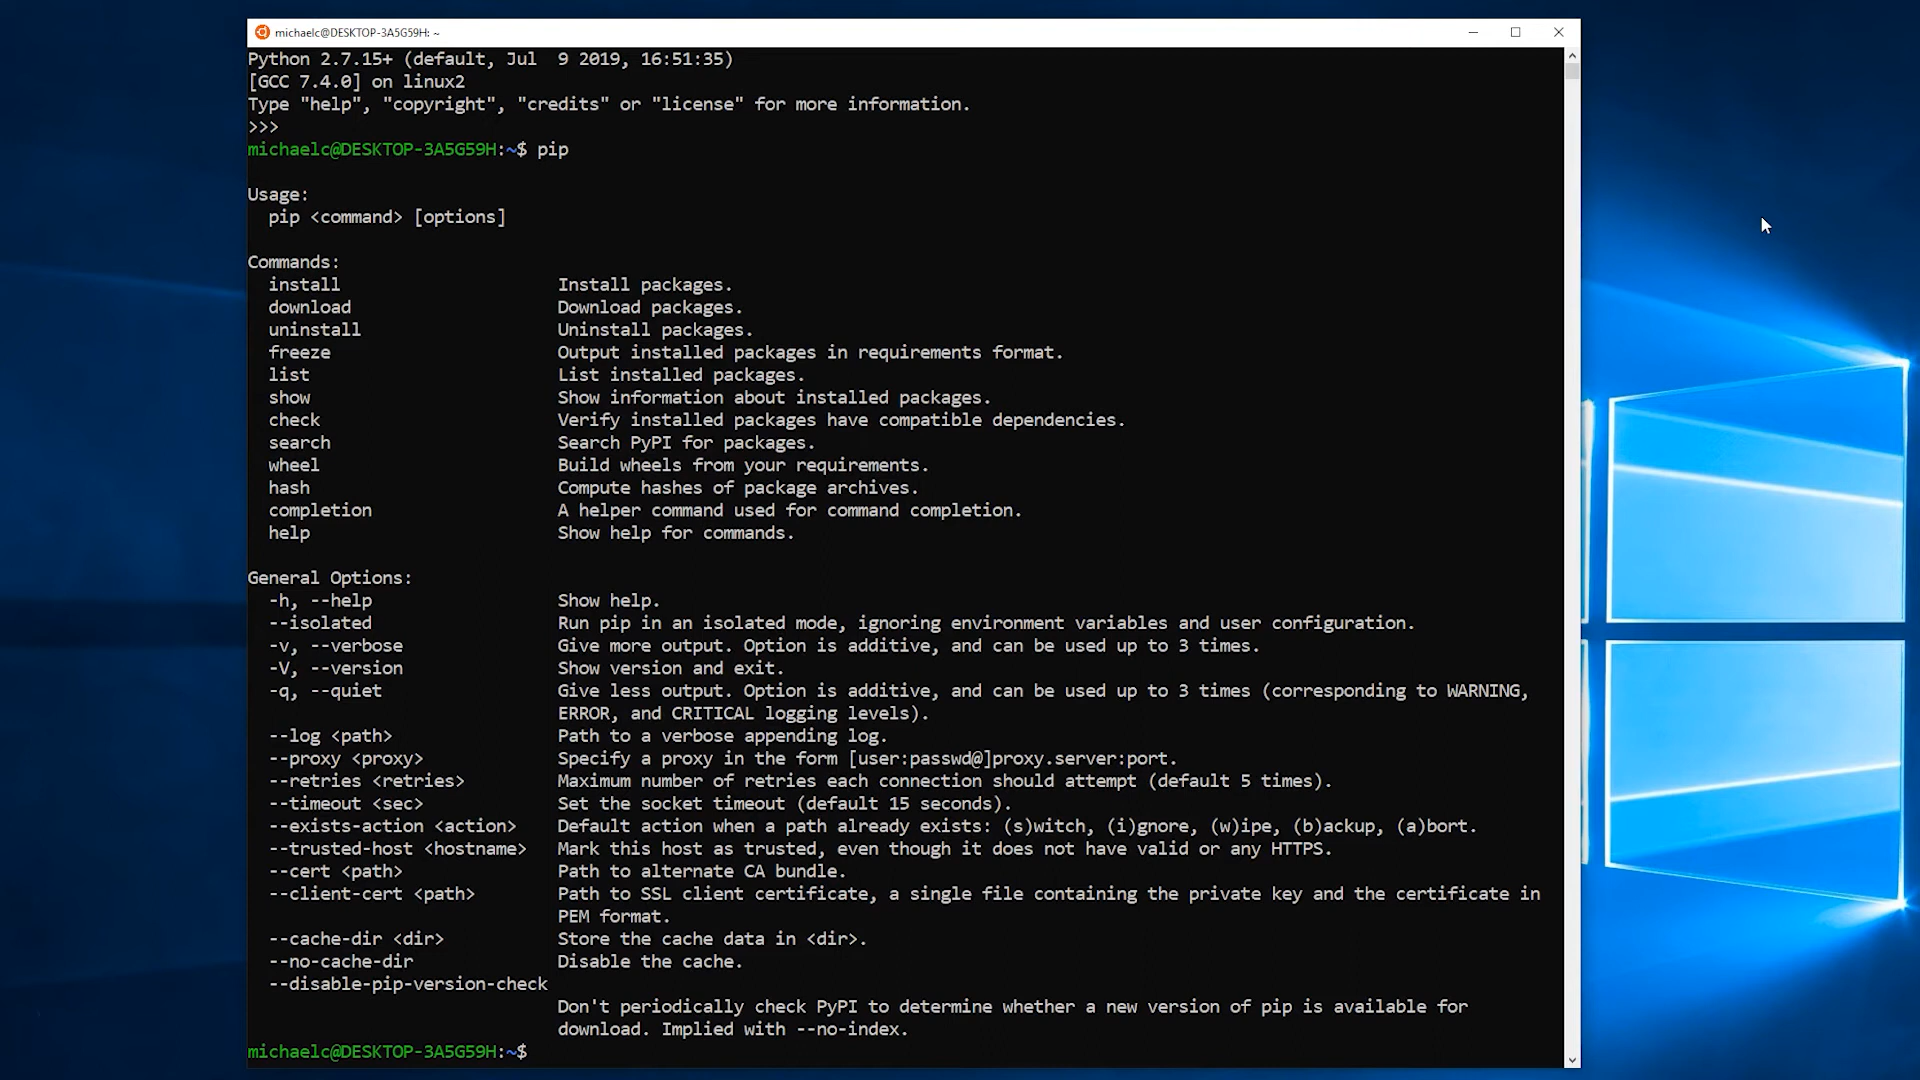 michaelc@DESKTOP-3A5G59H: ~
Python 2.7.15+ (default, Jul  9 2019, 16:51:35)
[GCC 7.4.0] on linux2
Type "help", "copyright", "credits" or "license" for more information.
>>>
michaelc@DESKTOP-3A5G59H:~$ pip
Usage:
  pip <command> [options]
Commands:
  install                     Install packages.
  download                    Download packages.
  uninstall                   Uninstall packages.
  freeze                      Output installed packages in requirements format.
  list                        List installed packages.
  show                        Show information about installed packages.
  check                       Verify installed packages have compatible dependencies.
  search                      Search PyPI for packages.
  wheel                       Build wheels from your requirements.
  hash                        Compute hashes of package archives.
  completion                  A helper command used for command completion.
  help                        Show help for commands.
General Options:
  -h, --help                  Show help.
  --isolated                  Run pip in an isolated mode, ignoring environment variables and user configuration.
  -v, --verbose               Give more output. Option is additive, and can be used up to 3 times.
  -V, --version               Show version and exit.
  -q, --quiet                 Give less output. Option is additive, and can be used up to 3 times (corresponding to WARNING,
                              ERROR, and CRITICAL logging levels).
  --log <path>                Path to a verbose appending log.
  --proxy <proxy>             Specify a proxy in the form [user:passwd@]proxy.server:port.
  --retries <retries>         Maximum number of retries each connection should attempt (default 5 times).
  --timeout <sec>             Set the socket timeout (default 15 seconds).
  --exists-action <action>    Default action when a path already exists: (s)witch, (i)gnore, (w)ipe, (b)ackup, (a)bort.
  --trusted-host <hostname>   Mark this host as trusted, even though it does not have valid or any HTTPS.
  --cert <path>               Path to alternate CA bundle.
  --client-cert <path>        Path to SSL client certificate, a single file containing the private key and the certificate in
                              PEM format.
  --cache-dir <dir>           Store the cache data in <dir>.
  --no-cache-dir              Disable the cache.
  --disable-pip-version-check
                              Don't periodically check PyPI to determine whether a new version of pip is available for
                              download. Implied with --no-index.
michaelc@DESKTOP-3A5G59H:~$